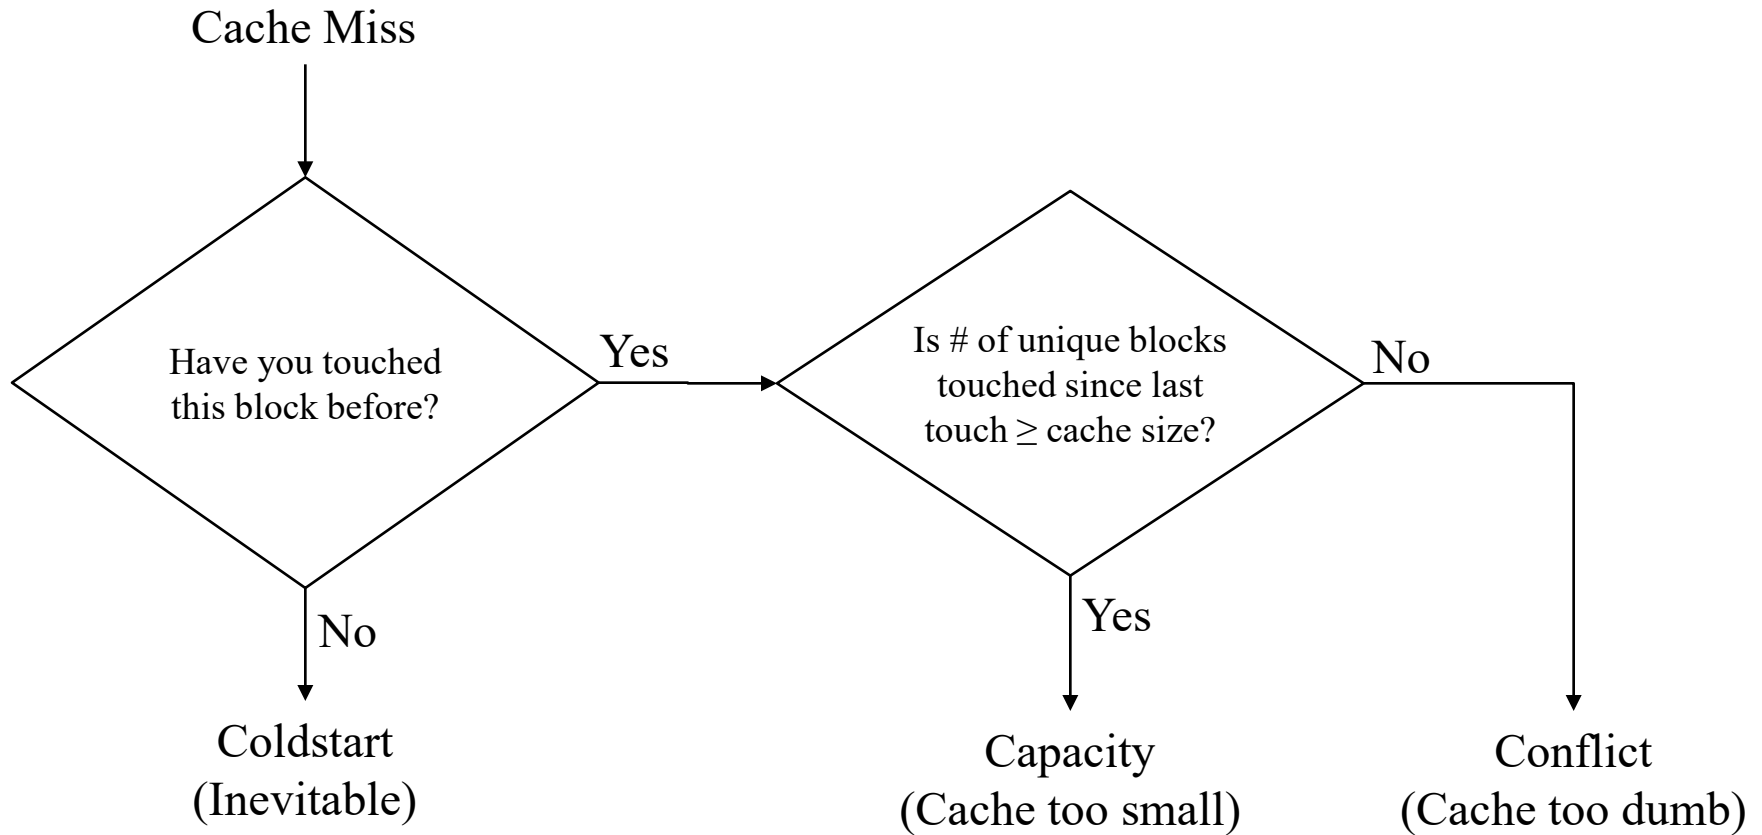 Cache Miss
Have you touched
this block before?
Yes
No
Coldstart
(Inevitable)
Is # of unique blocks
touched since last
touch ≥ cache size?
No
Yes
Capacity
(Cache too small)
Conflict
(Cache too dumb)